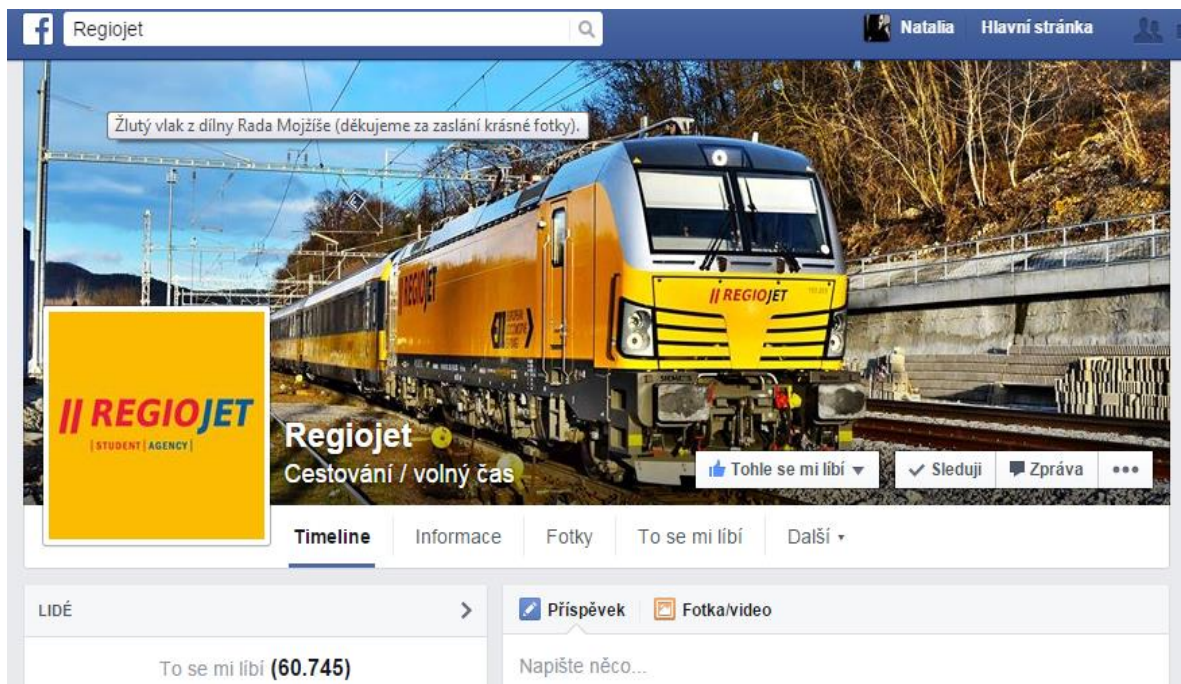 f Regiojet
Natalia Hlavní stránka
Žlutý vlak z dílny Rada Mojžíše (děkujeme za zaslání krásné fotky).
REGIOJET
|| REGIOJET
|| REGIOJET
| STUDENT | AGENCY |
Regiojet
Cestování / volný čas
Tohle se mi líbí Sleduji Zpráva
Timeline Informace Fotky To se mi líbí Další
LIDÉ
Příspěvek Fotka/video
To se mi líbí (60.745)
Napište něco...